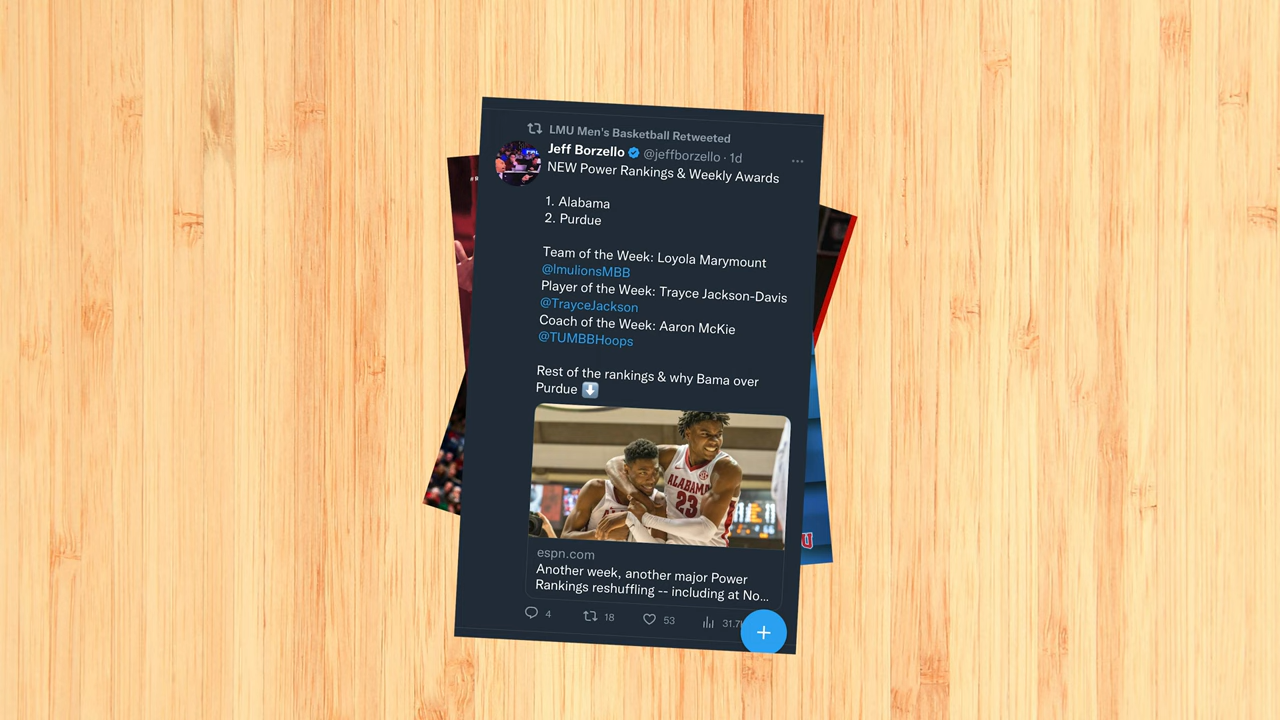 LMU Men's Basketball Retweeted
Jeff Borzello @jeffborzello · 1d
NEW Power Rankings & Weekly Awards
1. Alabama
2. Purdue
Team of the Week: Loyola Marymount
@lmulionsMBB
Player of the Week: Trayce Jackson-Davis
@TrayceJackson
Coach of the Week: Aaron McKie
@TUMBBHoops
Rest of the rankings & why Bama over
Purdue
ALABAMA
23
espn.com
Another week, another major Power
Rankings reshuffling -- including at No...
4 18 53